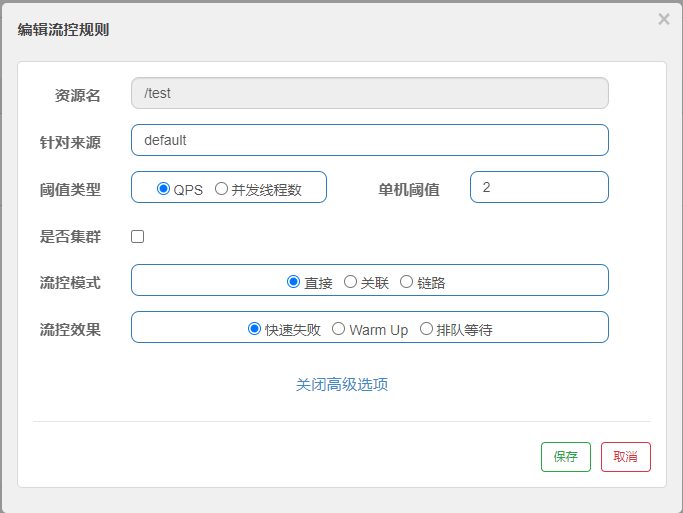 编辑流控规则 ×
资源名 /test
针对来源 default
阈值类型 QPS 并发线程数 单机阈值 2
是否集群
流控模式 直接 关联 链路
流控效果 快速失败 Warm Up 排队等待
关闭高级选项
保存 取消